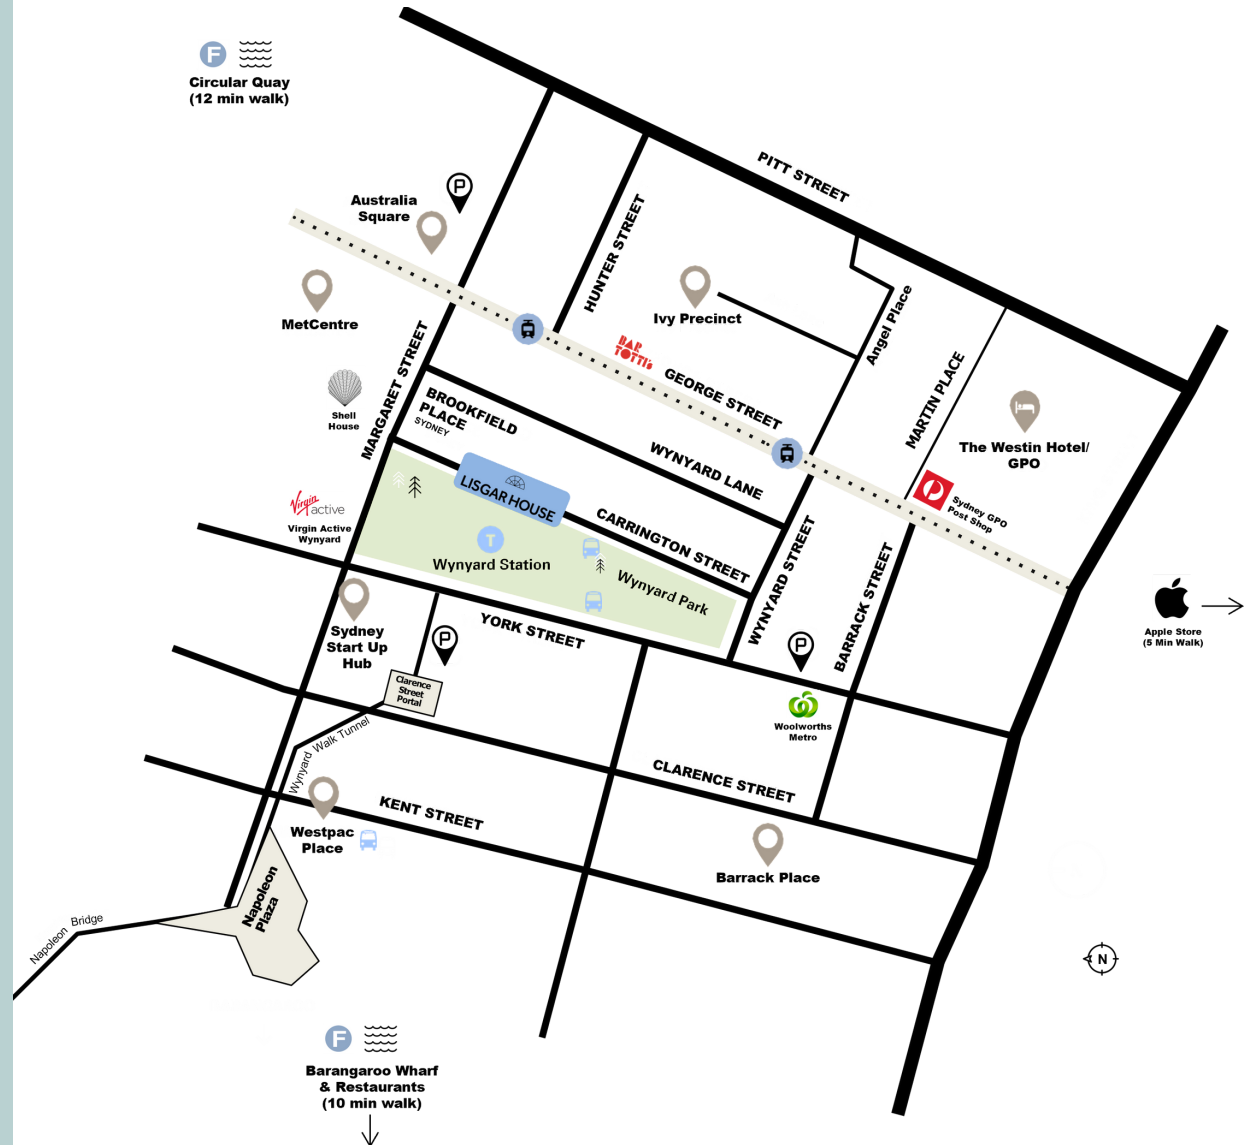 F
Circular Quay
(12 min walk)
PITT STREET
P
Australia
Square
HUNTER STREET
MetCentre
Ivy Precinct
Angel Place
BAR
TOTTI's
GEORGE STREET
MARGARET STREET
MARTIN PLACE
Shell
House
BROOKFIELD
PLACE
SYDNEY
WYNYARD LANE
The Westin Hotel/
GPO
LISGAR HOUSE
Sydney GPO
Post Shop
Virgin
active
Virgin Active
Wynyard
CARRINGTON STREET
T
Wynyard Station
Wynyard Park
WYNYARD STREET
BARRACK STREET
Apple Store
(5 Min Walk)
Sydney
Start Up
Hub
YORK STREET
P
P
Clarence
Street
Portal
Woolworths
Metro
Wynyard Walk Tunnel
CLARENCE STREET
KENT STREET
Westpac
Place
Barrack Place
Napoleon
Plaza
Napoleon Bridge
N
F
Barangaroo Wharf
& Restaurants
(10 min walk)